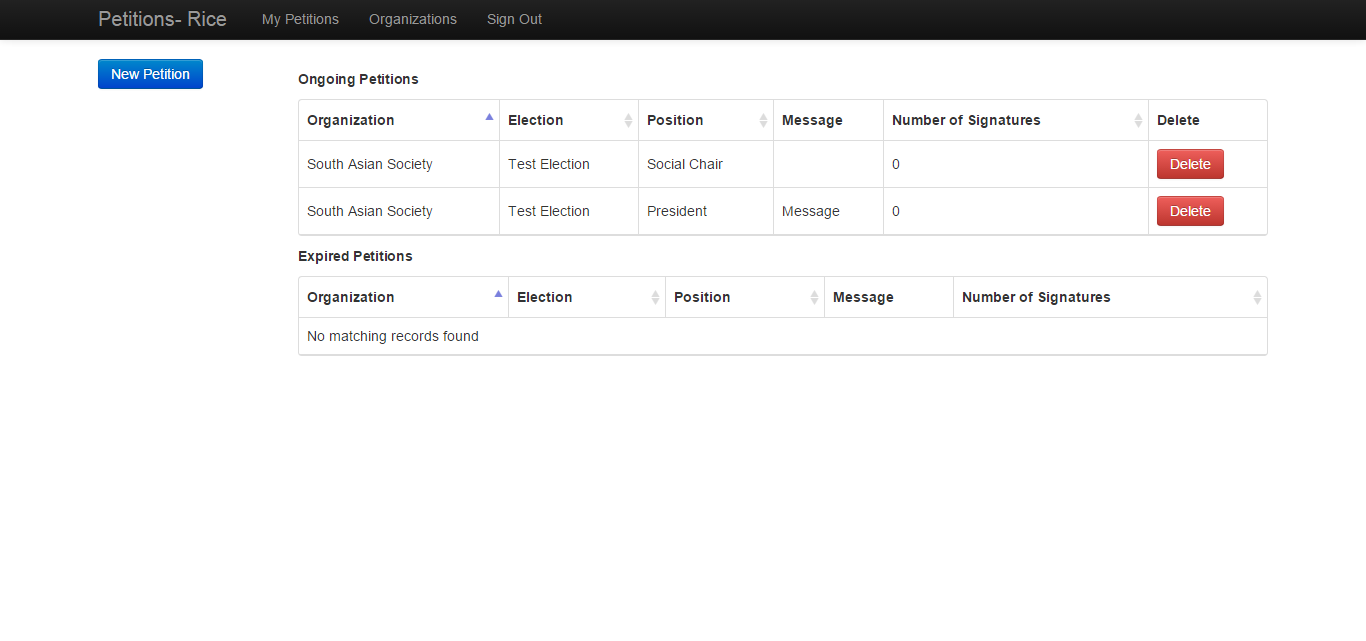 Petitions- Rice My Petitions Organizations Sign Out
New Petition
Ongoing Petitions
Organization Election Position Message Number of Signatures Delete
South Asian Society Test Election Social Chair 0 Delete
South Asian Society Test Election President Message 0 Delete
Expired Petitions
Organization Election Position Message Number of Signatures
No matching records found